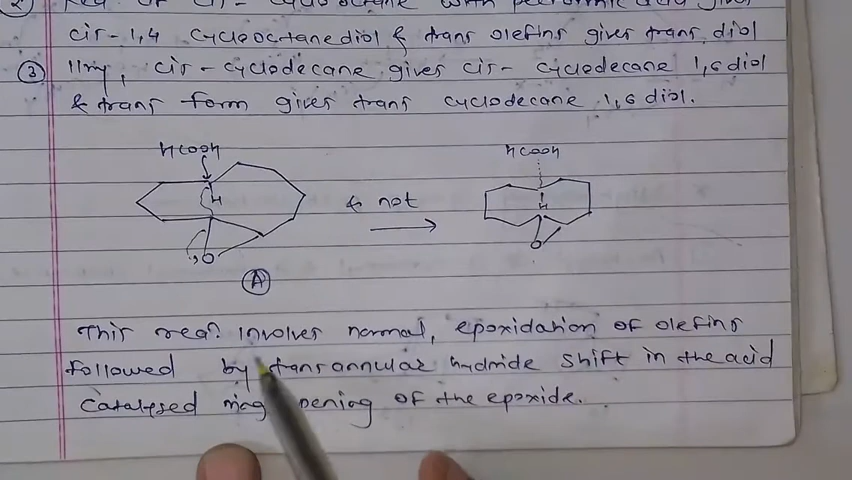 cis-1,4 cyclooctanediol & trans olefins gives trans diol
③ lly, cis-cyclodecane gives cis-cyclodecane 1,6 diol
& trans form gives trans cyclodecane 1,6 diol.
HCOOH
HCOOH
H
& not
H
:O
O
A
This reaⁿ involves normal, epoxidation of olefins
followed by transannular hydride shift in the acid
catalysed ring opening of the epoxide.